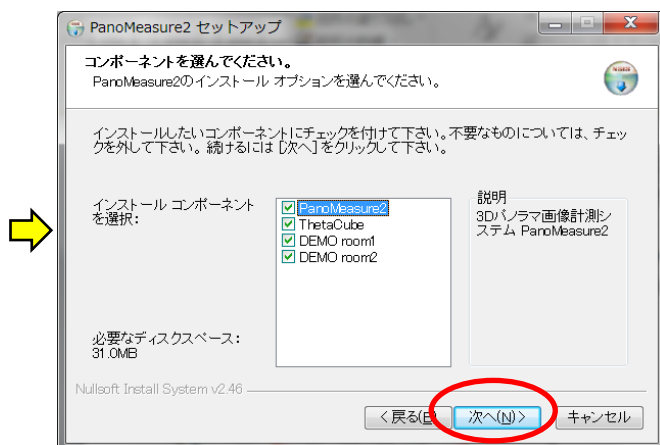 PanoMeasure2 セットアップ
コンポーネントを選んでください。
PanoMeasure2のインストール オプションを選んでください。
インストールしたいコンポーネントにチェックを付けて下さい。不要なものについては、チェッ
クを外して下さい。続けるには [次へ] をクリックして下さい。
インストール コンポーネント
を選択:
PanoMeasure2
ThetaCube
DEMO room1
DEMO room2
説明
3Dパノラマ画像計測シ
ステム PanoMeasure2
必要なディスクスペース:
31.0MB
Nullsoft Install System v2.46
< 戻る(B)
次へ(N) >
キャンセル